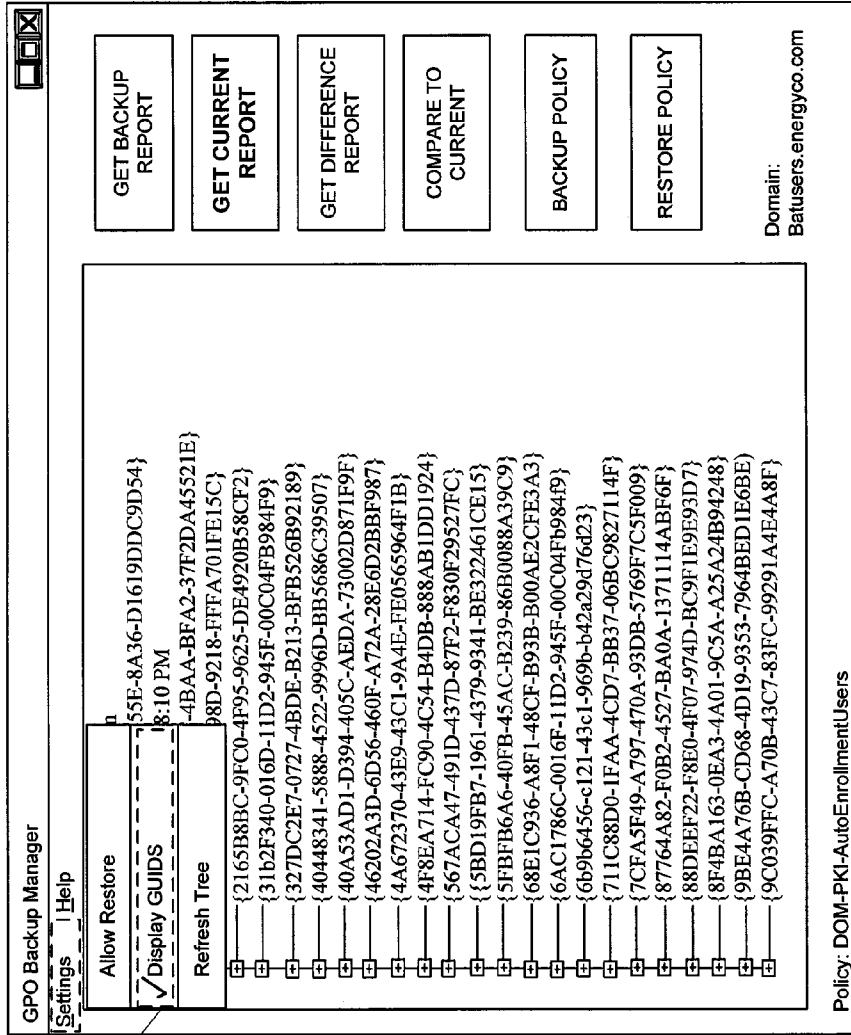 GPO Backup Manager
Settings | Help
Allow Restore
✓Display GUIDS
Refresh Tree
n
55E-8A36-D1619DDC9D54}
8:10 PM
-4BAA-BFA2-37F2DA45521E}
98D-9218-FFFA701FE15C}
{2165B8BC-9FC0-4F95-9625-DE4920B58CF2}
{31b2F340-016D-11D2-945F-00C04FB984F9}
{327DC2E7-0727-4BDE-B213-BFB526B92189}
{40448341-5888-4522-9996D-BB5686C39507}
{40A53AD1-D394-405C-AEDA-73002D871F9F}
{46202A3D-6D56-460F-A72A-28E6D2BBF987}
{4A672370-43E9-43C1-9A4E-FE0565964F1B}
{4F8EA714-FC90-4C54-B4DB-888AB1DD1924}
{567ACA47-491D-437D-87F2-F830F29527FC}
{{5BD19FB7-1961-4379-9341-BE322461CE15}
{5FBFB6A6-40FB-45AC-B239-86B0088A39C9}
{68E1C936-A8F1-48CF-B93B-B00AE2CFE3A3}
{6AC1786C-0016F-11D2-945F-00C04Fb984f9}
{6b9b6456-c121-43c1-969b-b42a29d76d23}
{711C88D0-1FAA-4CD7-BB37-06BC9827114F}
{7CFA5F49-A797-470A-93DB-5769F7C5F009}
{87764A82-F0B2-4527-BA0A-1371114ABF6F}
{88DEEF22-F8E0-4F07-974D-BC9F1E9E93D7}
{8F4BA163-0EA3-4A01-9C5A-A25A24B94248}
{9BE4A76B-CD68-4D19-9353-7964BED1E6BE)
{9C039FFC-A70B-43C7-83FC-99291A4E4A8F}
GET BACKUP
REPORT
GET CURRENT
REPORT
GET DIFFERENCE
REPORT
COMPARE TO
CURRENT
BACKUP POLICY
RESTORE POLICY
Domain:
Batusers.energyco.com
Policy: DOM-PKI-AutoEnrollmentUsers